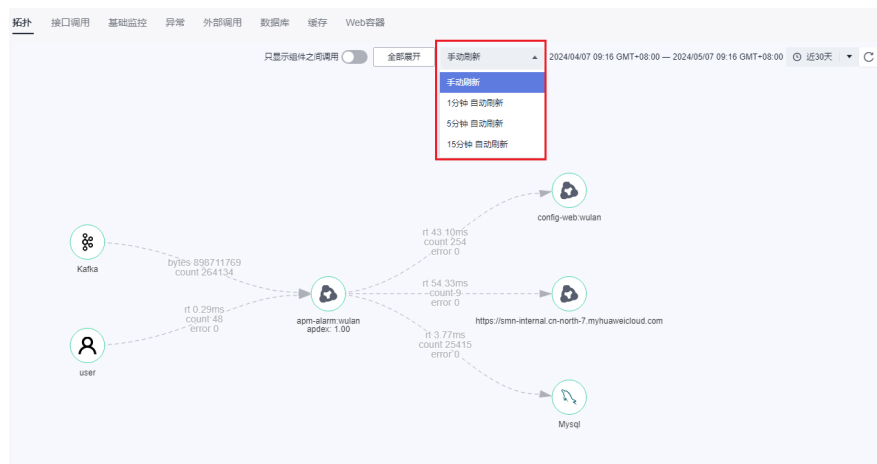 拓扑 接口调用 基础监控 异常 外部调用 数据库 缓存 Web容器
只显示组件之间调用 全部展开 手动刷新 2024/04/07 09:16 GMT+08:00 — 2024/05/07 09:16 GMT+08:00 近30天
手动刷新
1分钟 自动刷新
5分钟 自动刷新
15分钟 自动刷新
config-web:wulan
rt 43.10ms
count 254
error 0
Kafka
bytes 898711769
count 264134
rt 54.33ms
count 9
error 0
rt 0.29ms
count 48
error 0
apm-alarm:wulan
apdex: 1.00
https://smn-internal.cn-north-7.myhuaweicloud.com
rt 3.77ms
count 25415
error 0
user
Mysql